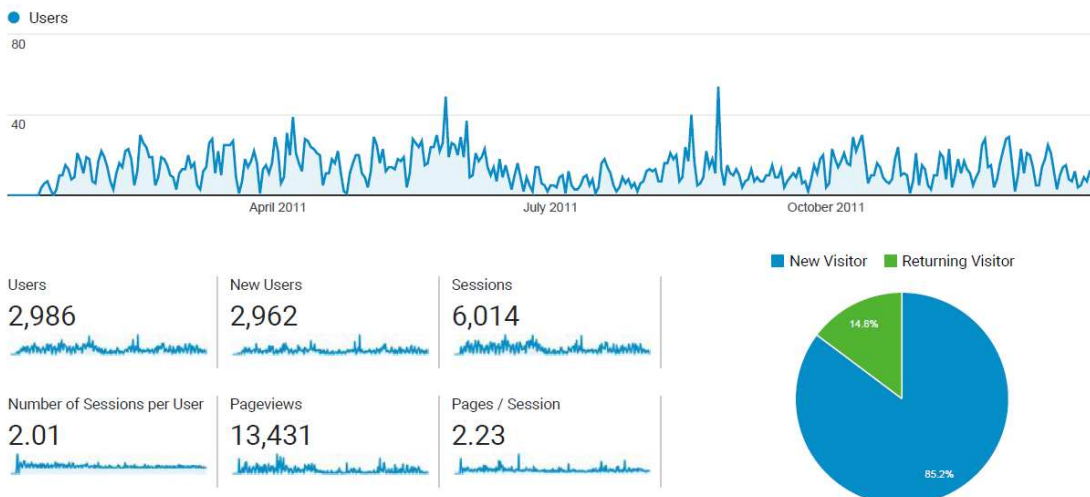 Users
80
40
April 2011
July 2011
October 2011
New Visitor
Returning Visitor
Users
New Users
Sessions
2,986
2,962
6,014
14.8%
Number of Sessions per User
Pageviews
Pages / Session
2.01
13,431
2.23
85.2%